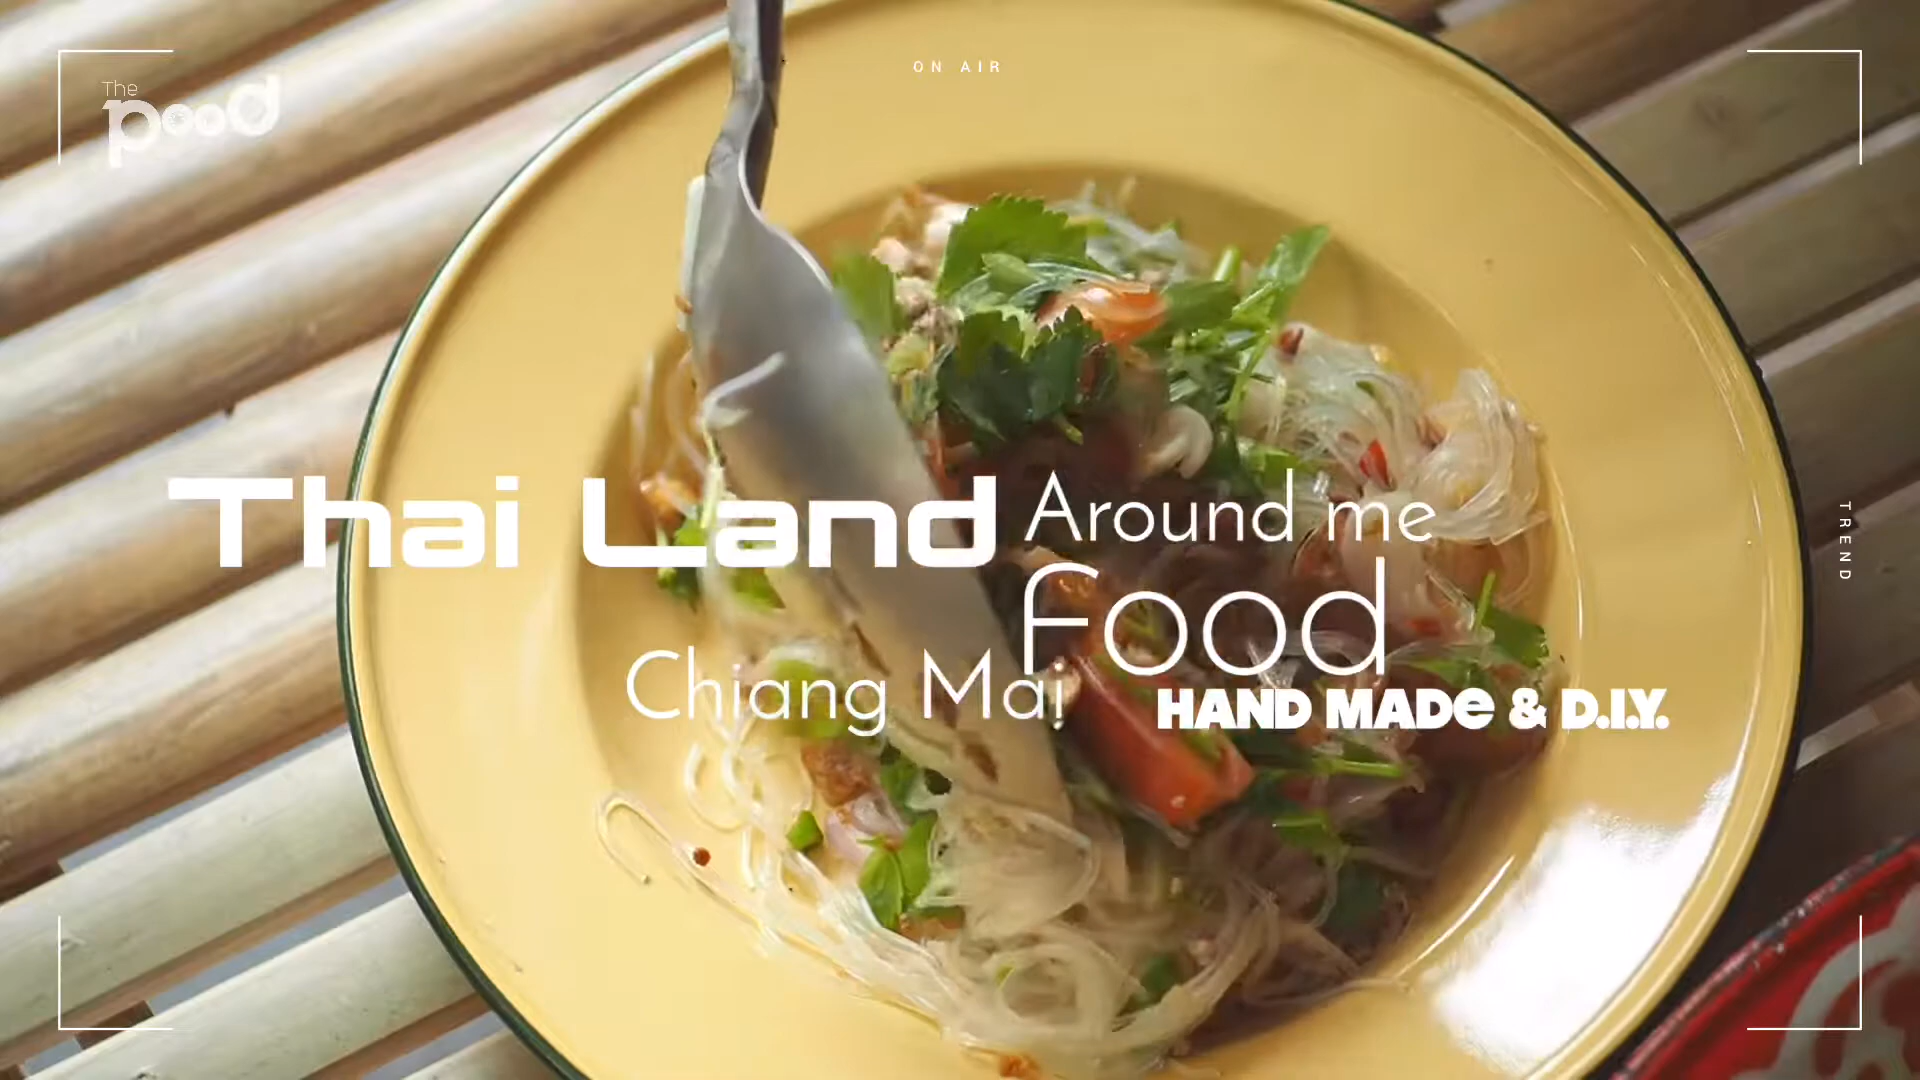 ON AIR
The
pood
Thai Land
Around me
Food
Chiang Mai
HAND MADe & D.I.Y.
TREND